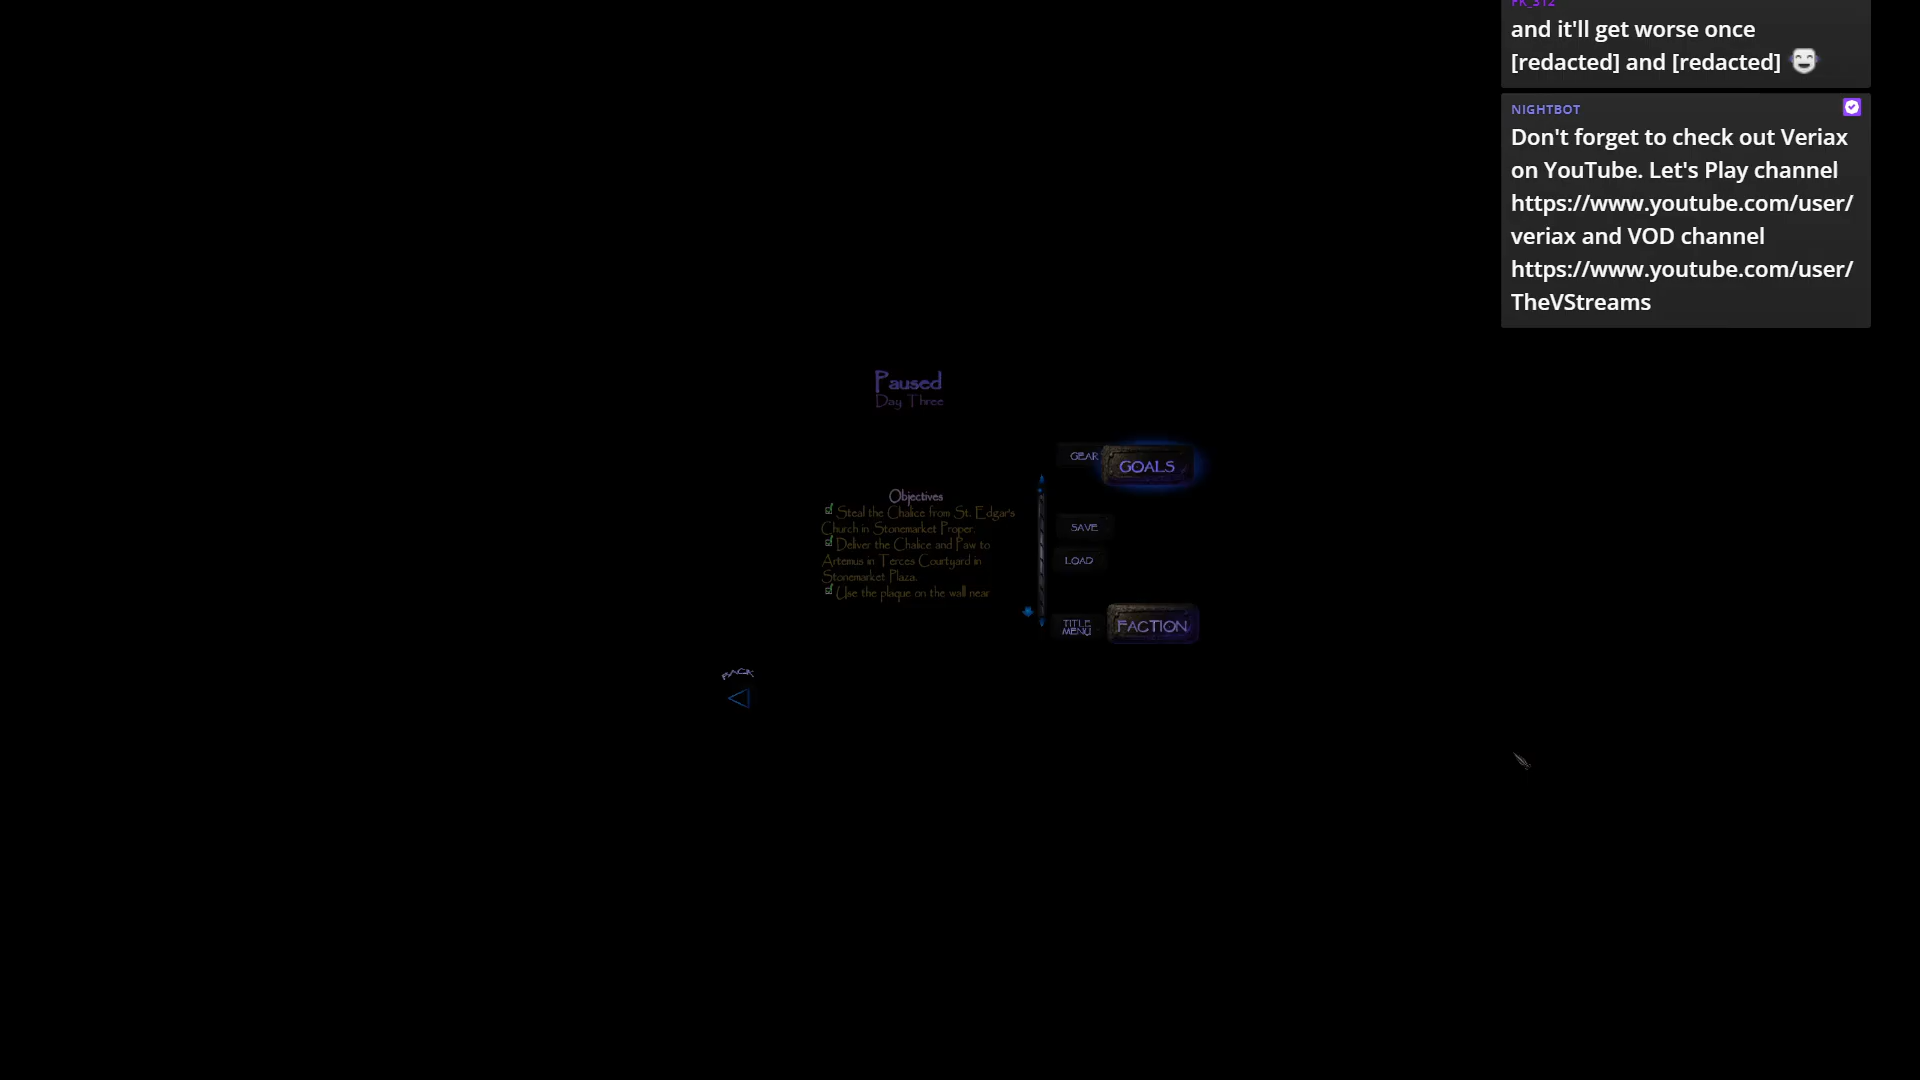 FK_312
and it'll get worse once
[redacted] and [redacted]
NIGHTBOT
Don't forget to check out Veriax
on YouTube. Let's Play channel
https://www.youtube.com/user/
veriax and VOD channel
https://www.youtube.com/user/
TheVStreams
Paused
Day Three
GEAR
GOALS
Objectives
Steal the Chalice from St. Edgar's
Church in Stonemarket Proper.
Deliver the Chalice and Paw to
Artemus in Terces Courtyard in
Stonemarket Plaza.
Use the plaque on the wall near
SAVE
LOAD
TITLE
MENU
FACTION
BACK